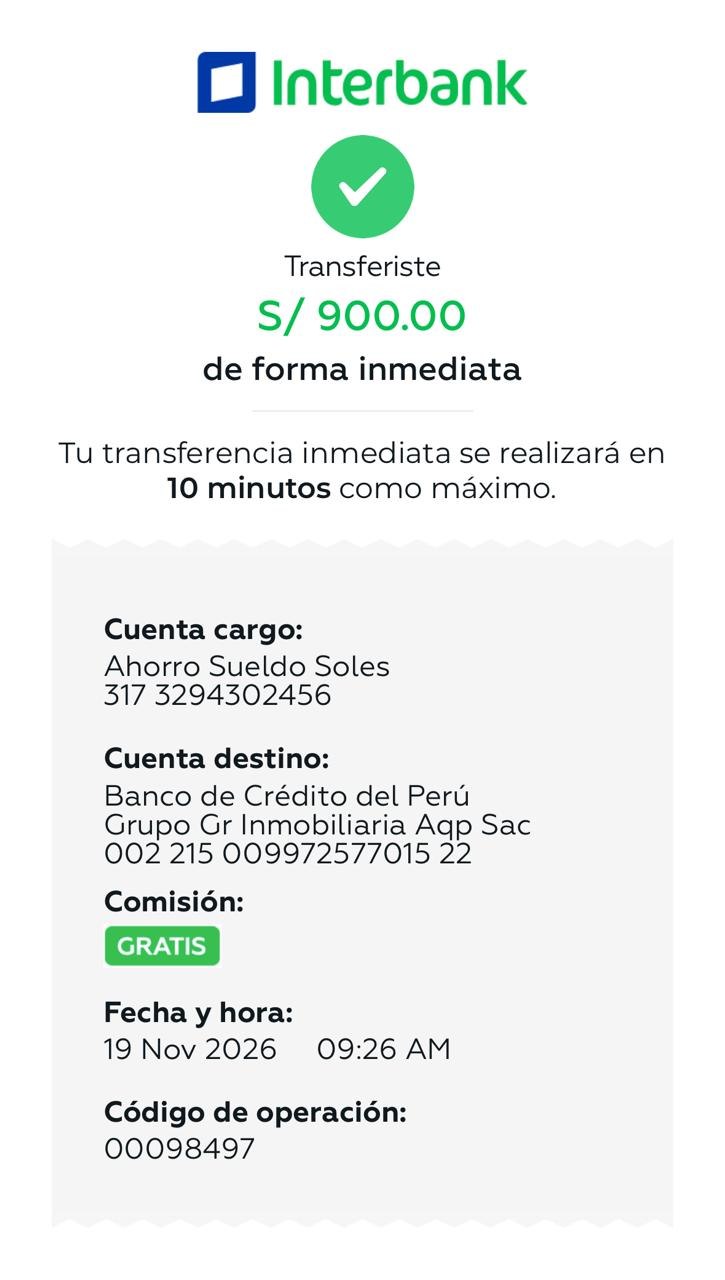 Interbank
Transferiste
S/ 900.00
de forma inmediata
Tu transferencia inmediata se realizará en
10 minutos como máximo.
Cuenta cargo:
Ahorro Sueldo Soles
317 3294302456
Cuenta destino:
Banco de Crédito del Perú
Grupo Gr Inmobiliaria Aqp Sac
002 215 009972577015 22
Comisión:
GRATIS
Fecha y hora:
19 Nov 2026 09:26 AM
Código de operación:
00098497